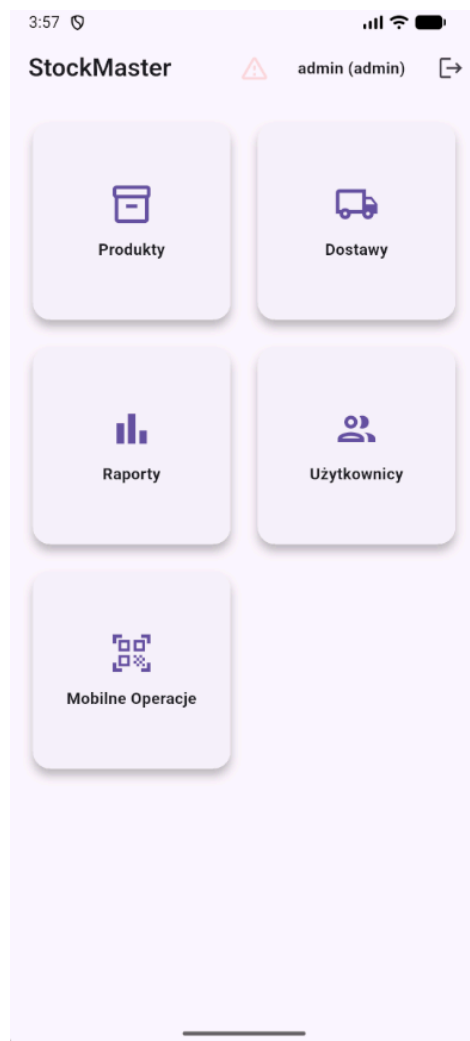 3:57
StockMaster
admin (admin)
Produkty
Dostawy
Raporty
Użytkownicy
Mobilne Operacje